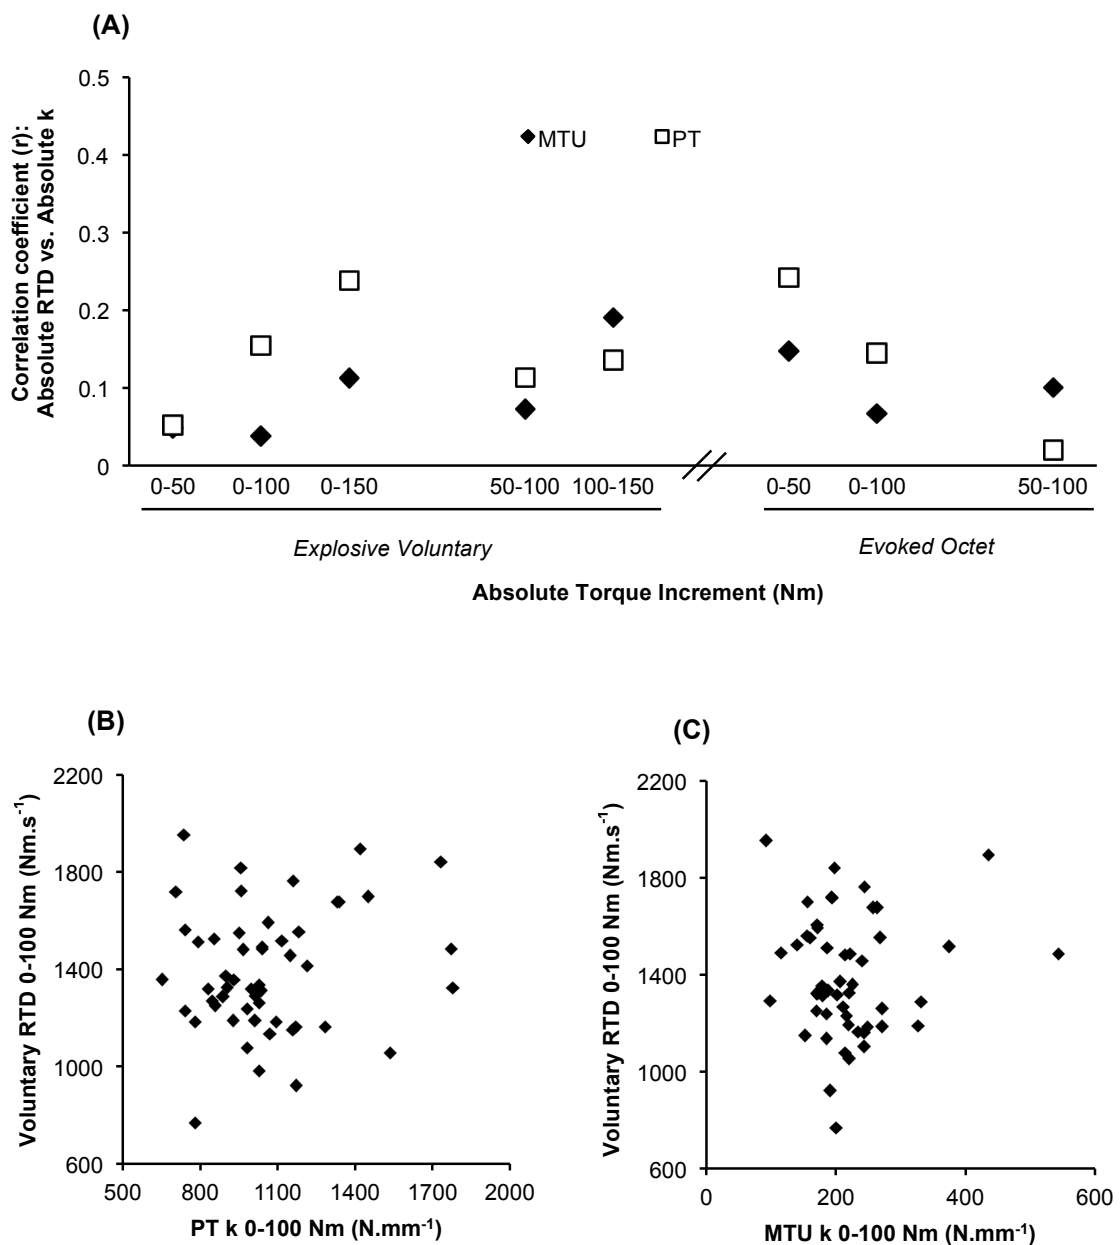 (A)
Correlation coefficient (r):
Absolute RTD vs. Absolute k
0.5
0.4
0.3
0.2
0.1
0
MTU PT
0-50 0-100 0-150 50-100 100-150 0-50 0-100 50-100
Explosive Voluntary Evoked Octet
Absolute Torque Increment (Nm)
(B)
Voluntary RTD 0-100 Nm (Nm.s-1)
2200
1800
1400
1000
600
500 800 1100 1400 1700 2000
PT k 0-100 Nm (N.mm-1)
(C)
Voluntary RTD 0-100 Nm (Nm.s-1)
2200
1800
1400
1000
600
0 200 400 600
MTU k 0-100 Nm (N.mm-1)